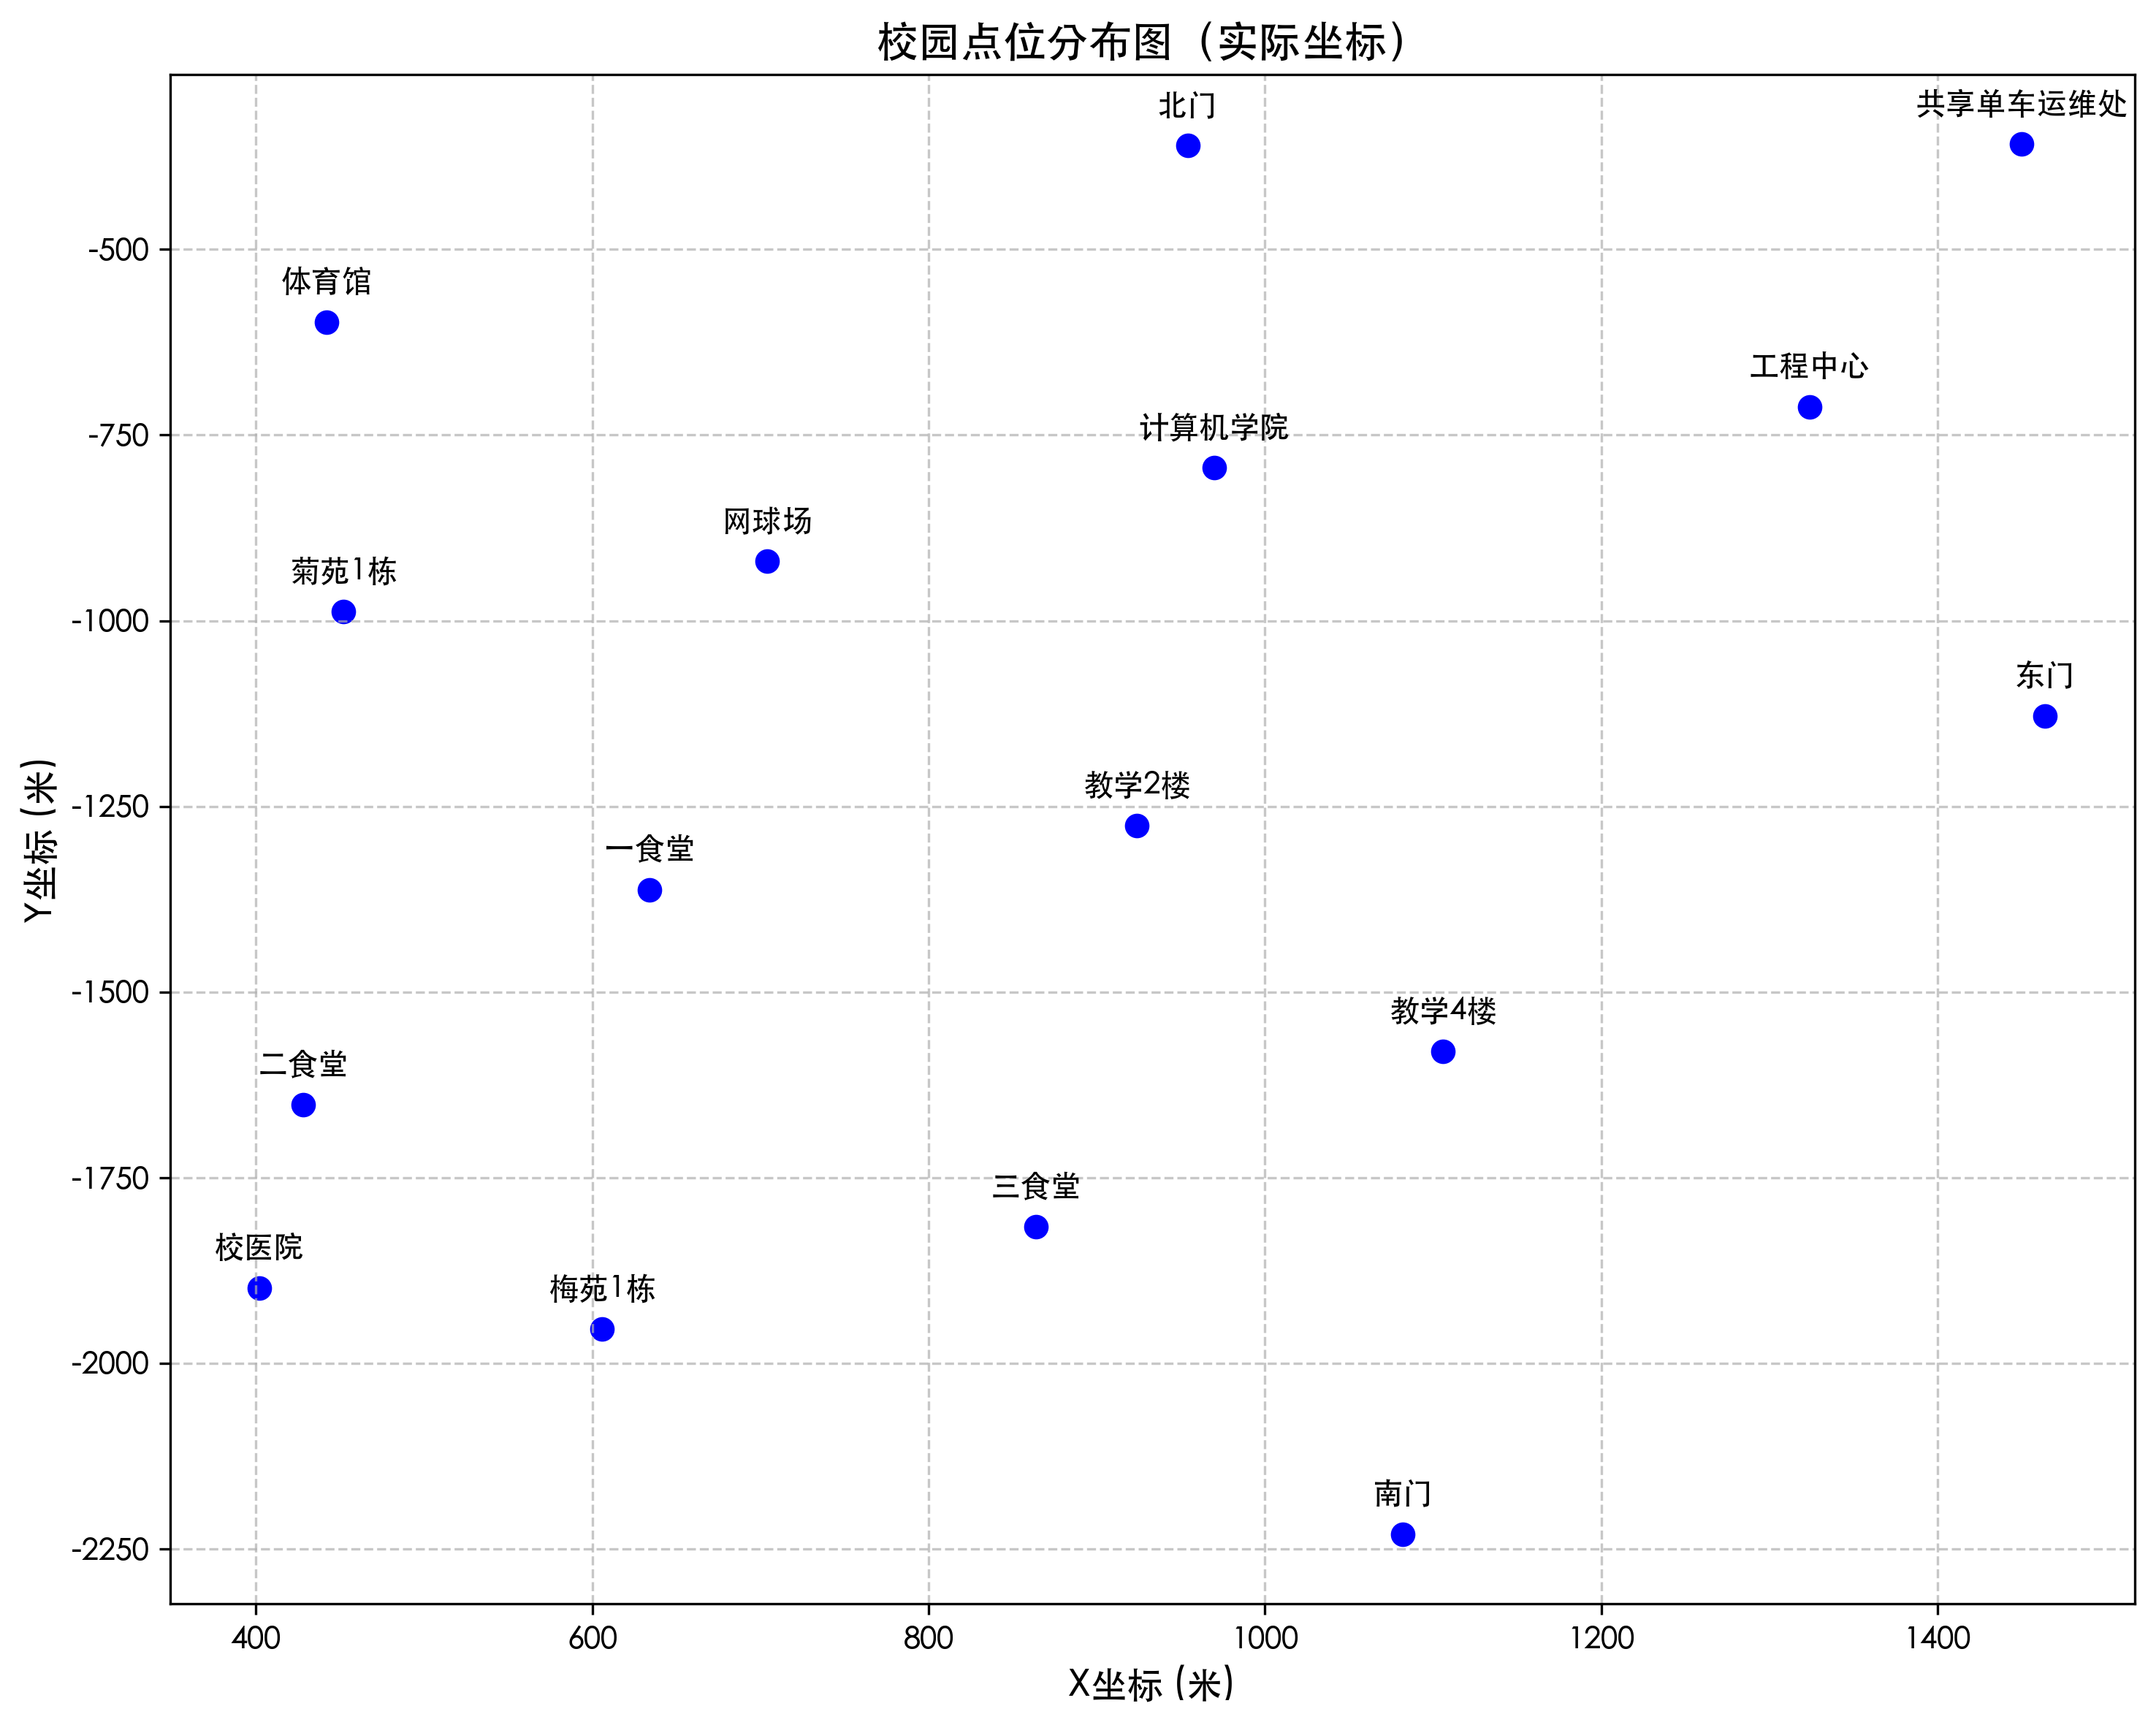 校园点位分布图（实际坐标）
北门
共享单车运维处
体育馆
工程中心
计算机学院
网球场
菊苑1栋
东门
教学2楼
一食堂
教学4楼
二食堂
三食堂
校医院
梅苑1栋
南门
Y坐标 (米)
-500
-750
-1000
-1250
-1500
-1750
-2000
-2250
400 600 800 1000 1200 1400
X坐标 (米)